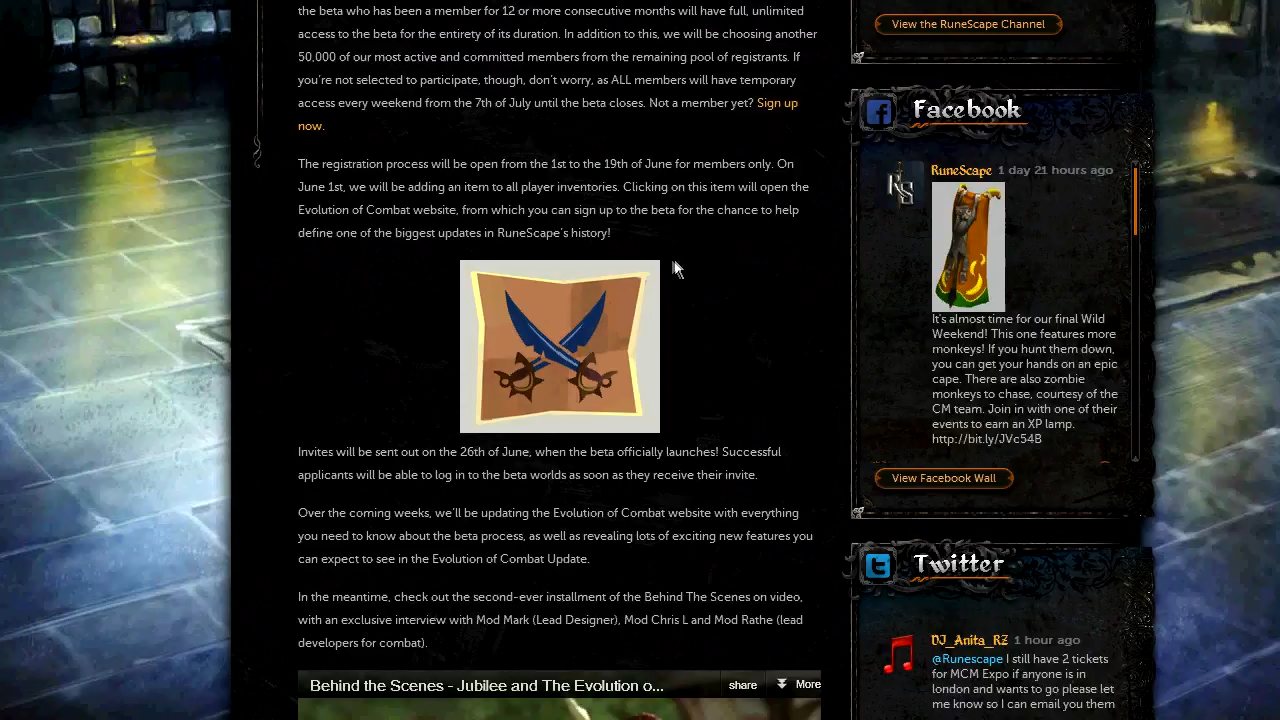 the beta who has been a member for 12 or more consecutive months will have full, unlimited
access to the beta for the entirety of its duration. In addition to this, we will be choosing another
50,000 of our most active and committed members from the remaining pool of registrants. If
you're not selected to participate, though, don't worry, as ALL members will have temporary
access every weekend from the 7th of July until the beta closes. Not a member yet? Sign up
now.
The registration process will be open from the 1st to the 19th of June for members only. On
June 1st, we will be adding an item to all player inventories. Clicking on this item will open the
Evolution of Combat website, from which you can sign up to the beta for the chance to help
define one of the biggest updates in RuneScape's history!
Invites will be sent out on the 26th of June, when the beta officially launches! Successful
applicants will be able to log in to the beta worlds as soon as they receive their invite.
Over the coming weeks, we'll be updating the Evolution of Combat website with everything
you need to know about the beta process, as well as revealing lots of exciting new features you
can expect to see in the Evolution of Combat Update.
In the meantime, check out the second-ever installment of the Behind The Scenes on video,
with an exclusive interview with Mod Mark (Lead Designer), Mod Chris L and Mod Rathe (lead
developers for combat).
Behind the Scenes - Jubilee and The Evolution o...
share
More
View the RuneScape Channel
Facebook
RuneScape 1 day 21 hours ago
It's almost time for our final Wild
Weekend! This one features more
monkeys! If you hunt them down,
you can get your hands on an epic
cape. There are also zombie
monkeys to chase, courtesy of the
CM team. Join in with one of their
events to earn an XP lamp.
http://bit.ly/JVc54B
View Facebook Wall
Twitter
DJ_Anita_RZ 1 hour ago
@Runescape I still have 2 tickets
for MCM Expo if anyone is in
london and wants to go please let
me know so I can email you them